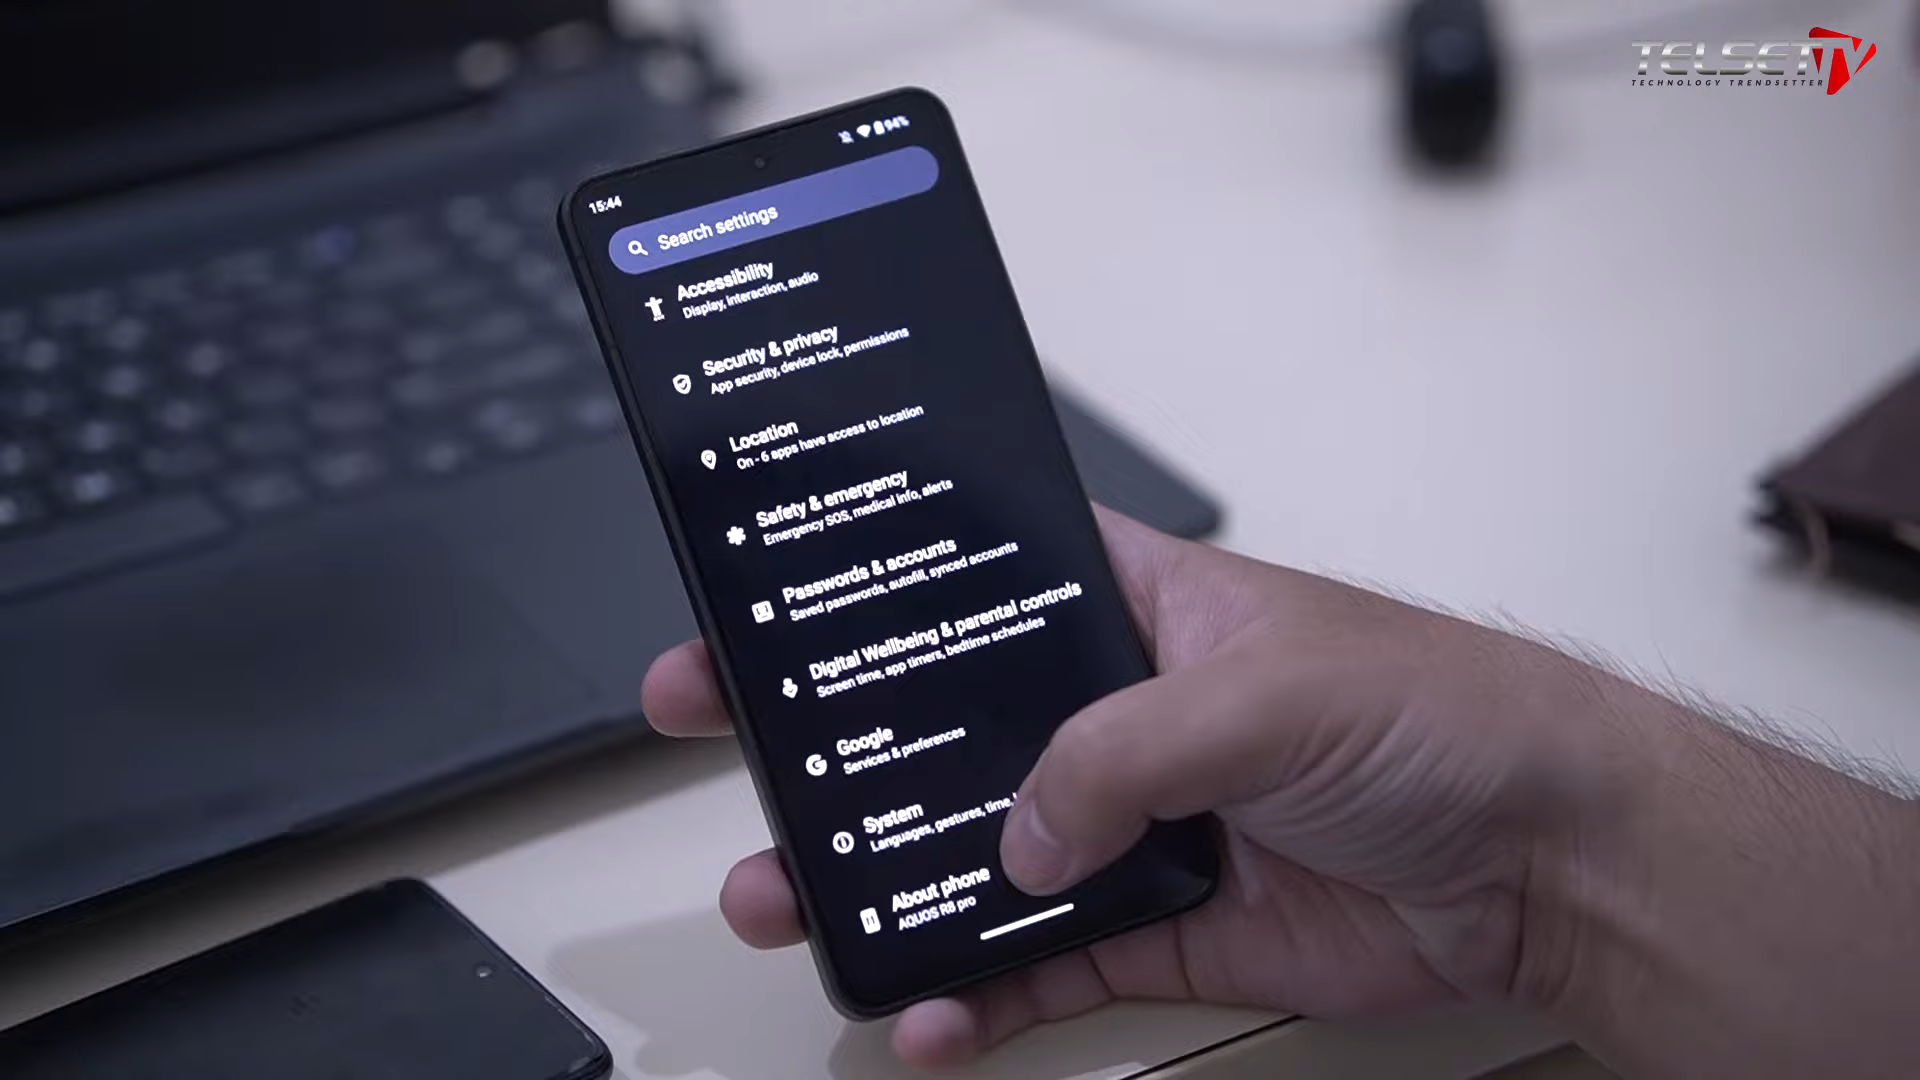 TELSET TV
TECHNOLOGY TRENDSETTER
94%
15:44
Search settings
Accessibility
Display, interaction, audio
Security & privacy
App security, device lock, permissions
Location
On - 6 apps have access to location
Safety & emergency
Emergency SOS, medical info, alerts
Passwords & accounts
Saved passwords, autofill, synced accounts
Digital Wellbeing & parental controls
Screen time, app timers, bedtime schedules
Google
Services & preferences
System
Languages, gestures, time,
About phone
AQUOS R8 pro